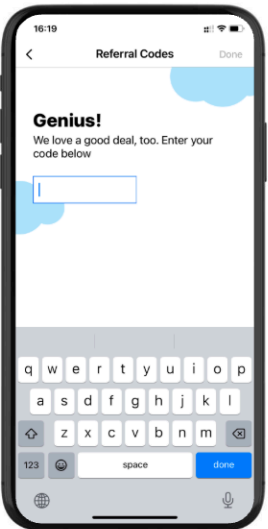 16:19
Referral Codes Done
Genius!
We love a good deal, too. Enter your
code below
q w e r t y u i o p
a s d f g h j k l
z x c v b n m
123 space done